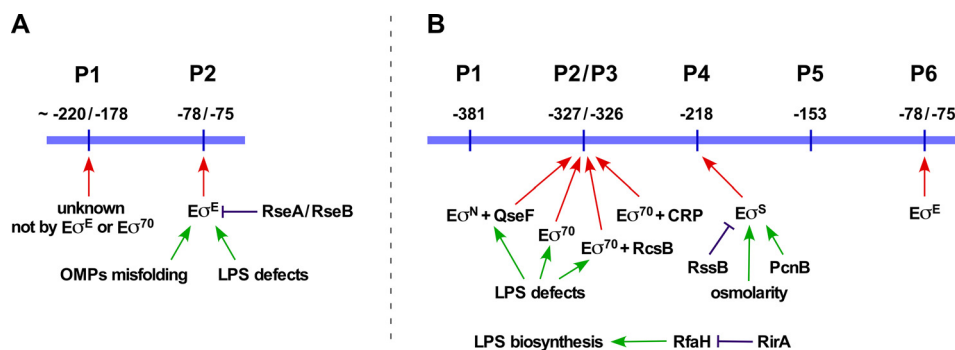 A
B
P1 P2
P1 P2/P3 P4 P5 P6
~ -220/-178 -78/-75
-381 -327/-326 -218 -153 -78/-75
unknown
not by Eσᴱ or Eσ⁷⁰
Eσᴱ
RseA/RseB
OMPs misfolding
LPS defects
Eσᴺ + QseF
Eσ⁷⁰
Eσ⁷⁰ + CRP
Eσ⁷⁰ + RcsB
LPS defects
Eσˢ
RssB
PcnB
osmolarity
Eσᴱ
LPS biosynthesis RfaH RirA